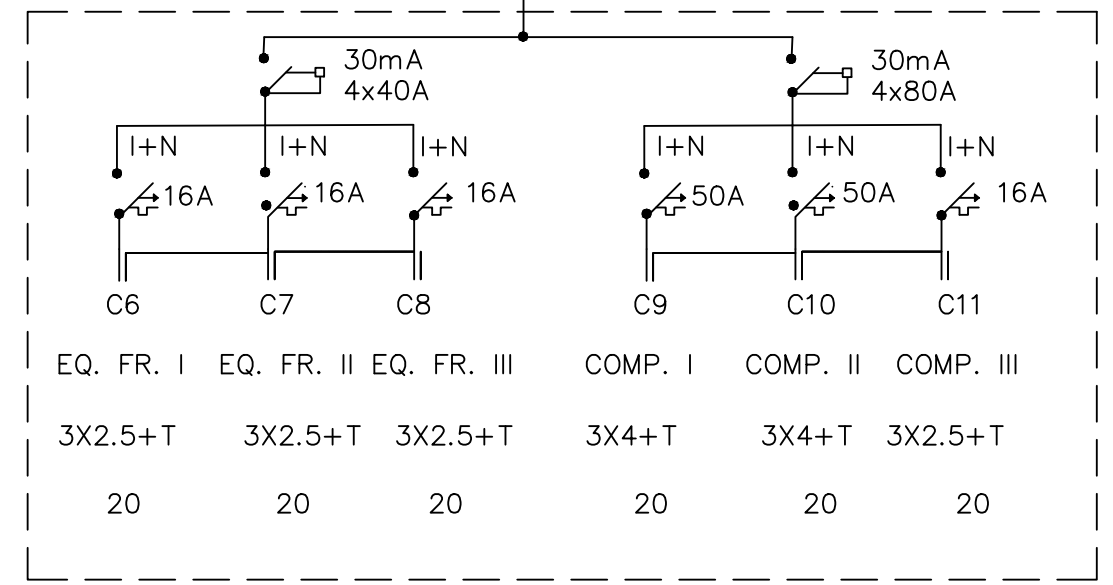 30mA 30mA
4x40A 4x80A
I+N I+N I+N I+N I+N I+N
16A 16A 16A 50A 50A 16A
C6 C7 C8 C9 C10 C11
EQ. FR. I EQ. FR. II EQ. FR. III COMP. I COMP. II COMP. III
3X2.5+T 3X2.5+T 3X2.5+T 3X4+T 3X4+T 3X2.5+T
20 20 20 20 20 20